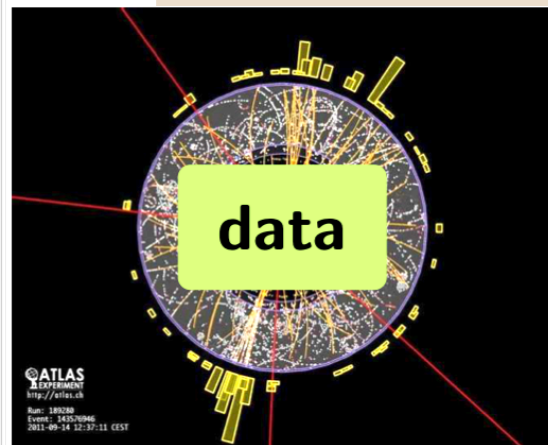 data
ATLAS
EXPERIMENT
http://atlas.ch
Run: 189280
Event: 143576946
2011-09-14 12:37:11 CEST